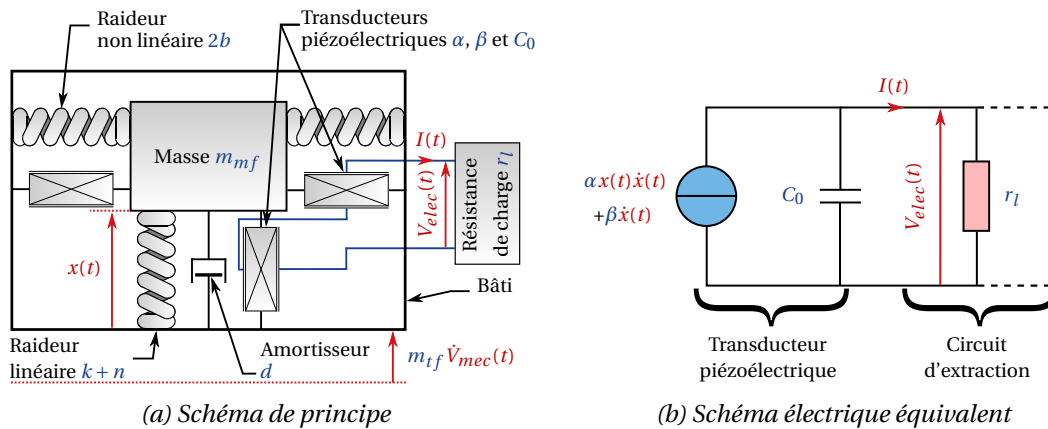 Raideur
non linéaire 2b
Transducteurs
piézoélectriques α, β et C₀
Masse m_mf
I(t)
V_elec(t)
Résistance
de charge r_l
x(t)
Bâti
Raideur
linéaire k + n
Amortisseur
d
m_tf V̇_mec(t)
(a) Schéma de principe
I(t)
αx(t)ẋ(t)
+βẋ(t)
C₀
V_elec(t)
r_l
Transducteur
piézoélectrique
Circuit
d'extraction
(b) Schéma électrique équivalent